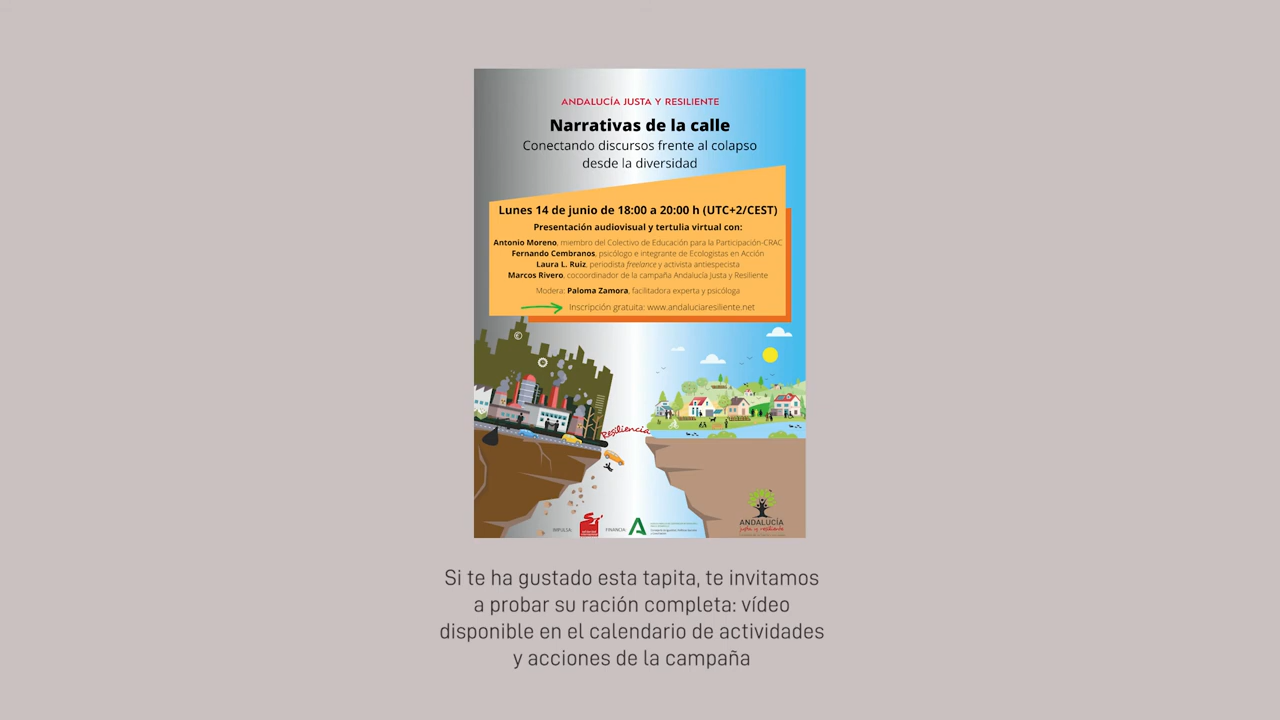 ANDALUCÍA JUSTA Y RESILIENTE
Narrativas de la calle
Conectando discursos frente al colapso
desde la diversidad
Lunes 14 de junio de 18:00 a 20:00 h (UTC+2/CEST)
Presentación audiovisual y tertulia virtual con:
Antonio Moreno, miembro del Colectivo de Educación para la Participación-CRAC
Fernando Cembranos, psicólogo e integrante de Ecologistas en Acción
Laura L. Ruiz, periodista freelance y activista antiespecista
Marcos Rivero, cocoordinador de la campaña Andalucía Justa y Resiliente
Modera: Paloma Zamora, facilitadora experta y psicóloga
Inscripción gratuita: www.andaluciaresiliente.net
©
Resiliencia
IMPULSA:
FINANCIA:
ANDALUCÍA
justa y resiliente
Si te ha gustado esta tapita, te invitamos
a probar su ración completa: vídeo
disponible en el calendario de actividades
y acciones de la campaña